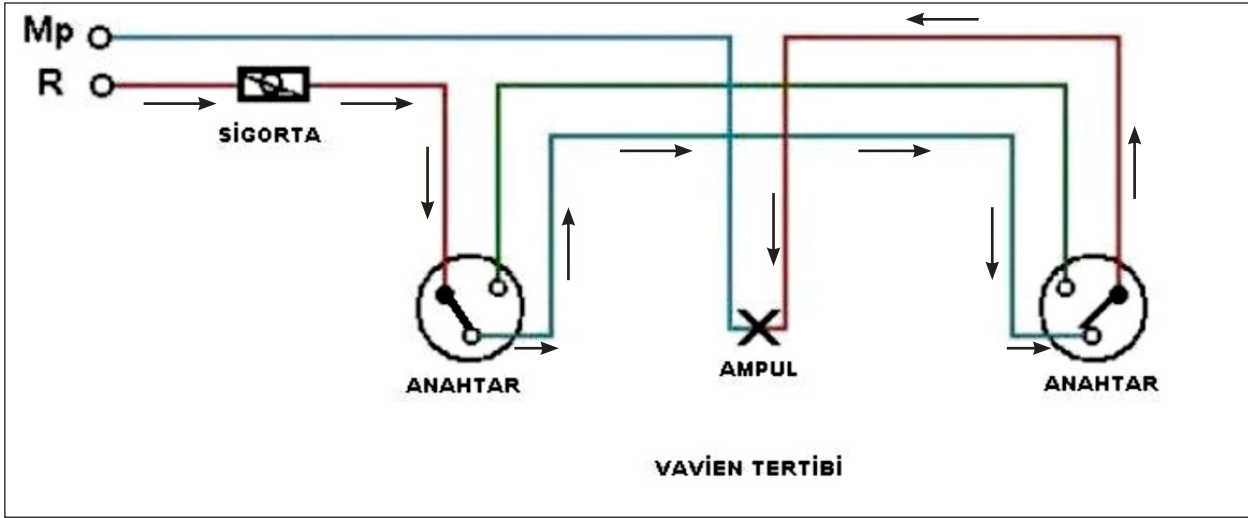 Mp
R
SİGORTA
ANAHTAR
AMPUL
ANAHTAR
VAVİEN TERTİBİ